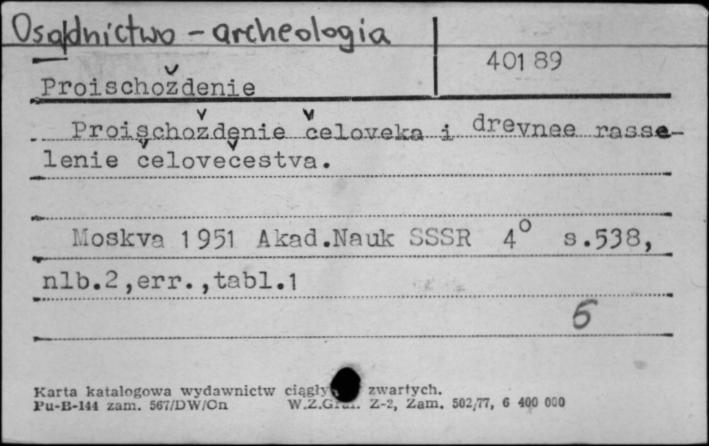 Osadnictwo - archeologia
401 89
Proischoždenie
Proischoždenie čeloveka i drevnee rasse-
lenie čelovečestva.
Moskva 1951 Akad.Nauk SSSR 4° s.538,
nlb.2,err.,tabl.1
6
Karta katalogowa wydawnictw zwartych.
Pu-B-144 zam. 567/DW/On W.Z.Graf. Z-2, Zam. 502/77, 6 400 000